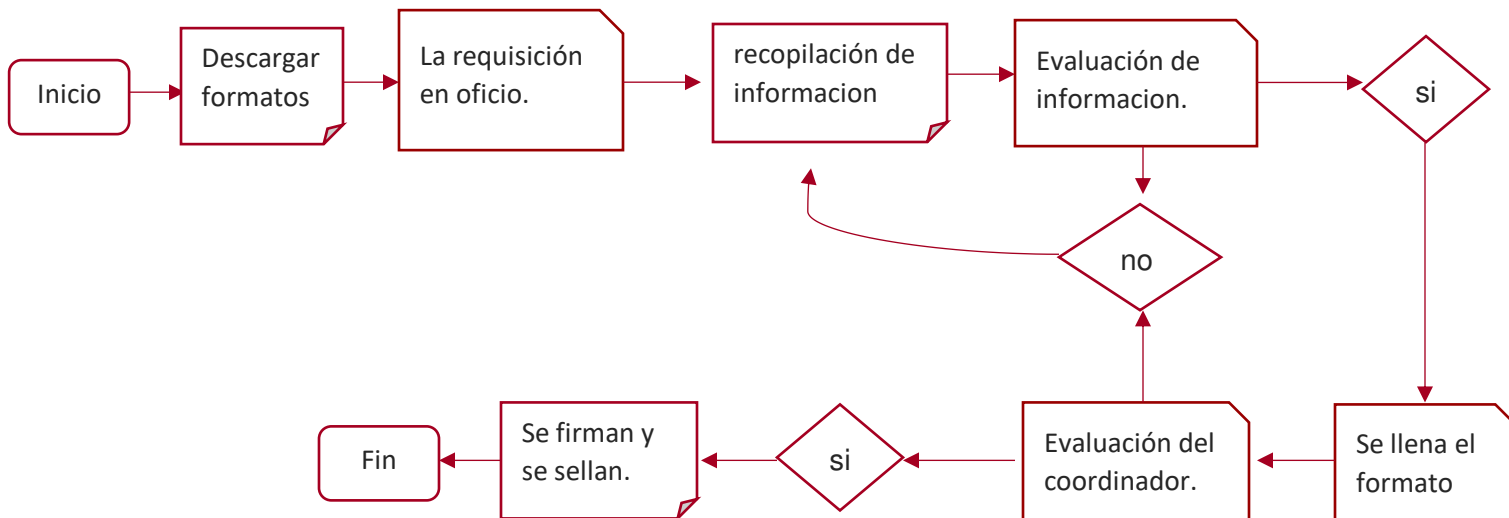 Inicio
Descargar
formatos
La requisición
en oficio.
recopilación de
informacion
Evaluación de
informacion.
si
no
Se llena el
formato
Evaluación del
coordinador.
si
Se firman y
se sellan.
Fin